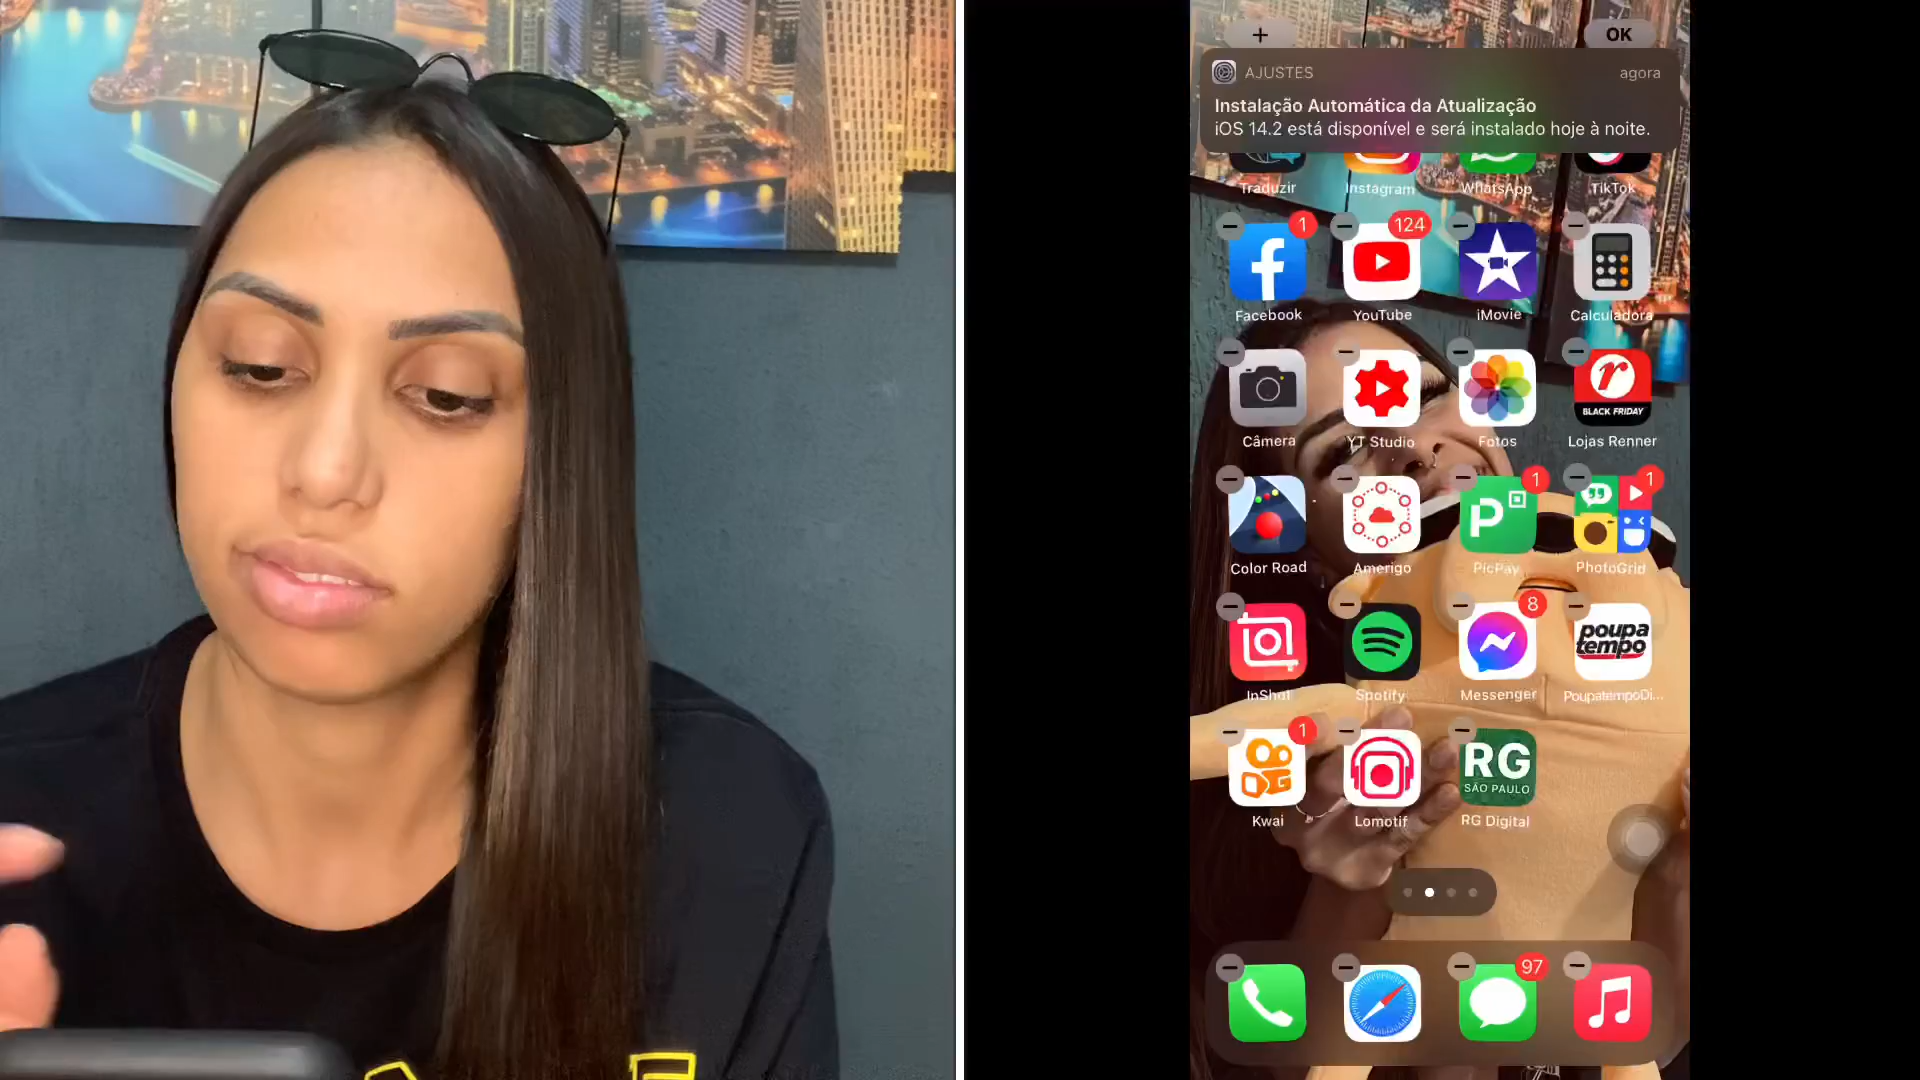 +
OK
AJUSTES
agora
Instalação Automática da Atualização
iOS 14.2 está disponível e será instalado hoje à noite.
Traduzir
Instagram
WhatsApp
TikTok
1
124
Facebook
YouTube
iMovie
Calculadora
r
BLACK FRIDAY
Câmera
YT Studio
Fotos
Lojas Renner
1
1
P
Color Road
Amerigo
PicPay
PhotoGrid
8
poupa
tempo
InShot
Spotify
Messenger
PoupatempoDi...
1
RG
SÃO PAULO
Kwai
Lomotif
RG Digital
97